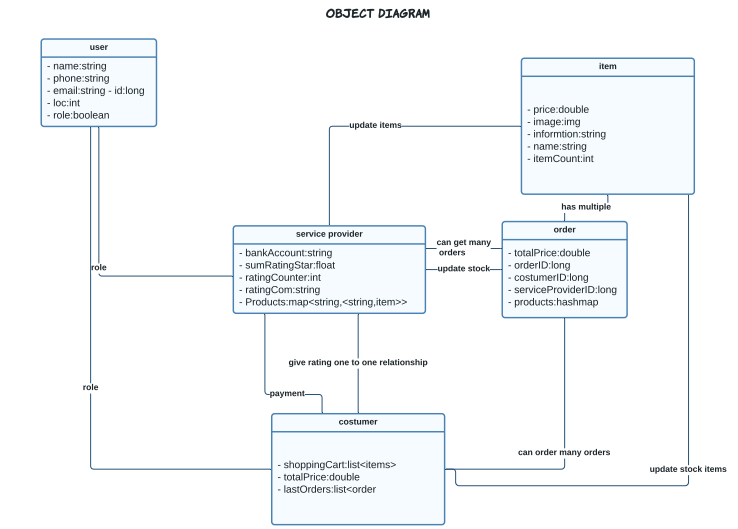 OBJECT DIAGRAM
user
- name:string
- phone:string
- email:string - id:long
- loc:int
- role:boolean
item
- price:double
- image:img
- informtion:string
- name:string
- itemCount:int
update items
has multiple
service provider
- bankAccount:string
- sumRatingStar:float
- ratingCounter:int
- ratingCom:string
- Products:map<string,<string,item>>
can get many
orders
update stock
order
- totalPrice:double
- orderID:long
- costumerID:long
- serviceProviderID:long
- products:hashmap
role
give rating one to one relationship
role
payment
costumer
- shoppingCart:list<items>
- totalPrice:double
- lastOrders:list<order
can order many orders
update stock items